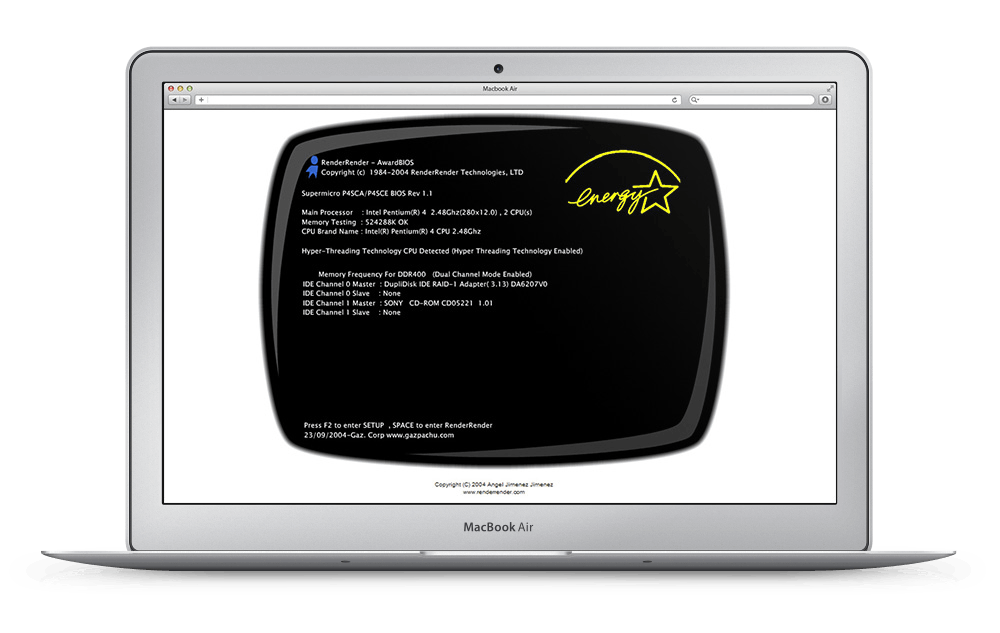 Macbook Air
RenderRender - AwardBIOS
Copyright (c) 1984-2004 RenderRender Technologies, LTD
energy
Supermicro P4SCA/P4SCE BIOS Rev 1.1
Main Processor : Intel Pentium(R) 4 2.48Ghz(280x12.0) , 2 CPU(s)
Memory Testing : 524288K OK
CPU Brand Name : Intel(R) Pentium(R) 4 CPU 2.48Ghz
Hyper-Threading Technology CPU Detected (Hyper Threading Technology Enabled)
Memory Frequency For DDR400 (Dual Channel Mode Enabled)
IDE Channel 0 Master : DupliDisk IDE RAID-1 Adapter( 3.13) DA6207V0
IDE Channel 0 Slave : None
IDE Channel 1 Master : SONY CD-ROM CD05221 1.01
IDE Channel 1 Slave : None
Press F2 to enter SETUP , SPACE to enter RenderRender
23/09/2004-Gaz. Corp www.gazpachu.com
Copyright (C) 2004 Angel Jimenez Jimenez
www.renderrender.com
MacBook Air